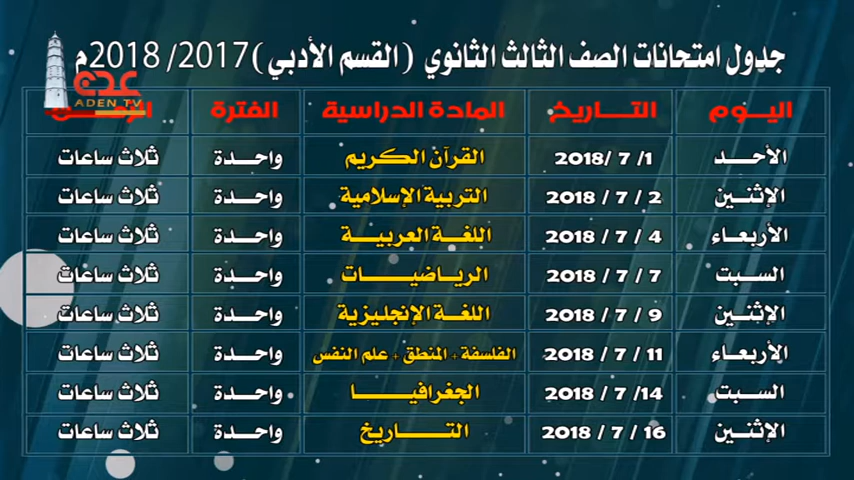 جدول امتحانات الصف الثالث الثانوي (القسم الأدبي) 2017/ 2018م
عدن
ADEN TV
اليوم التاريخ المادة الدراسية الفترة
الأحد 1/ 7 /2018 القرآن الكريم واحدة ثلاث ساعات
الإثنين 2 / 7 / 2018 التربية الإسلامية واحدة ثلاث ساعات
الأربعاء 4 / 7 / 2018 اللغة العربية واحدة ثلاث ساعات
السبت 7 / 7 / 2018 الرياضيات واحدة ثلاث ساعات
الإثنين 9 / 7 / 2018 اللغة الإنجليزية واحدة ثلاث ساعات
الأربعاء 11 / 7 / 2018 الفلسفة + المنطق + علم النفس واحدة ثلاث ساعات
السبت 14/ 7 / 2018 الجغرافيا واحدة ثلاث ساعات
الإثنين 16 / 7 / 2018 التاريخ واحدة ثلاث ساعات